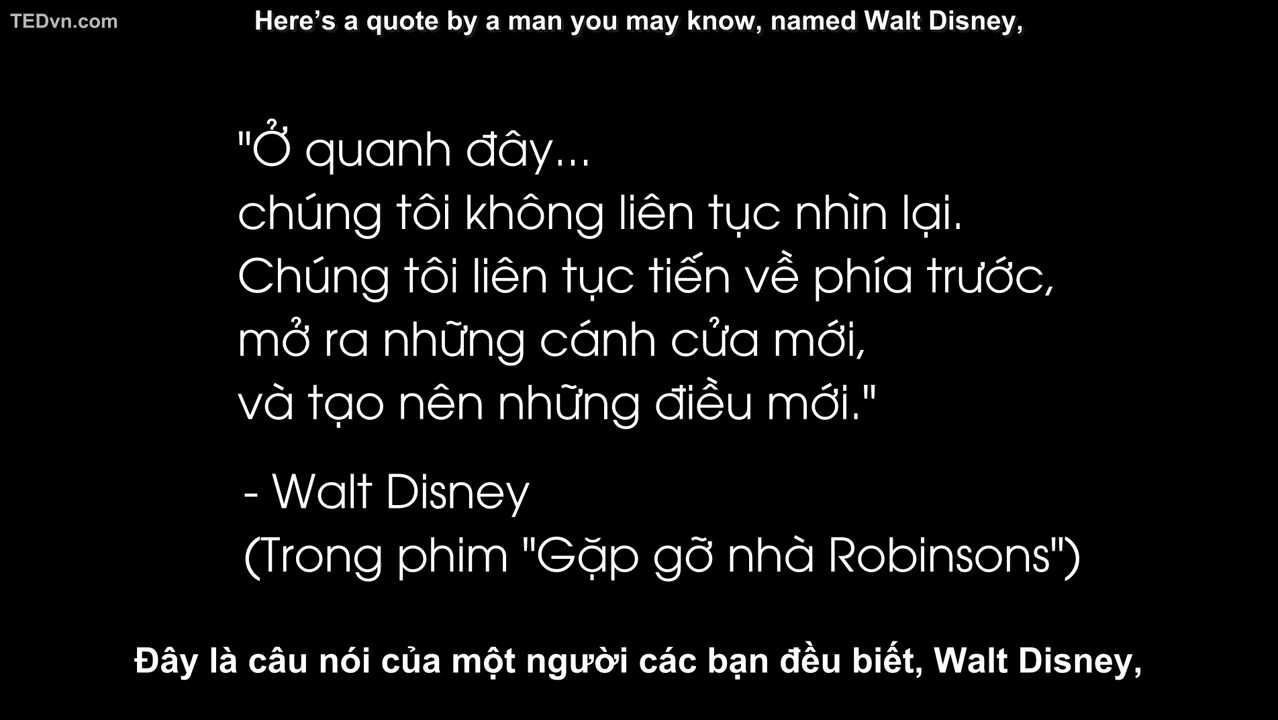 TEDvn.com
Here’s a quote by a man you may know, named Walt Disney,
"Ở quanh đây...
chúng tôi không liên tục nhìn lại.
Chúng tôi liên tục tiến về phía trước,
mở ra những cánh cửa mới,
và tạo nên những điều mới."
- Walt Disney
(Trong phim "Gặp gỡ nhà Robinsons")
Đây là câu nói của một người các bạn đều biết, Walt Disney,